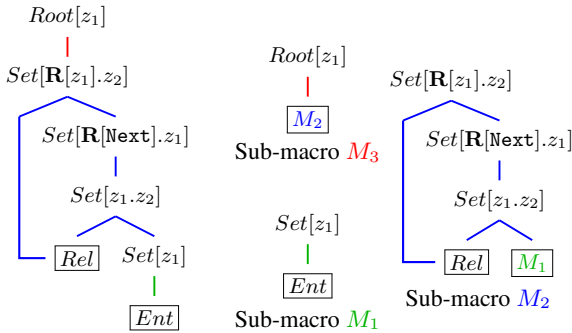 Root[z₁]
Set[R[z₁].z₂]
Set[R[Next].z₁]
Set[z₁.z₂]
Rel
Set[z₁]
Ent
Root[z₁]
M₂
Sub-macro M₃
Set[z₁]
Ent
Sub-macro M₁
Set[R[z₁].z₂]
Set[R[Next].z₁]
Set[z₁.z₂]
Rel M₁
Sub-macro M₂